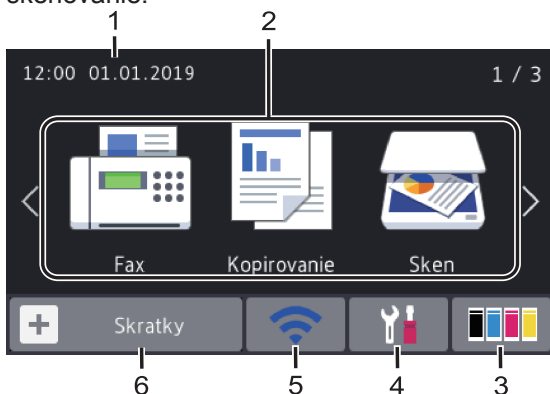 skenovanie.
1 2
12:00 01.01.2019 1 / 3
Fax Kopirovanie Sken
Skratky
6 5 4 3